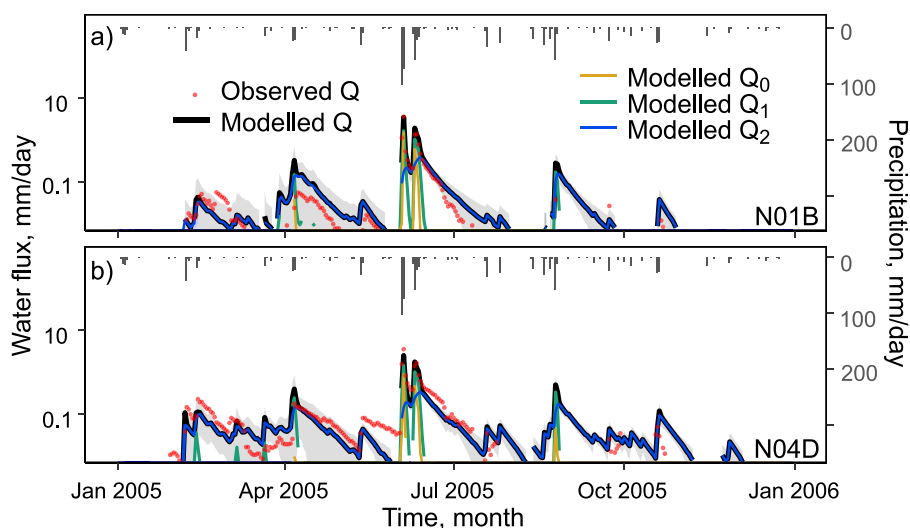 a)
Observed Q
Modelled Q
Modelled Q₀
Modelled Q₁
Modelled Q₂
N01B
10
0.1
0
100
200
b)
N04D
10
0.1
0
100
200
Water flux, mm/day
Precipitation, mm/day
Jan 2005
Apr 2005
Jul 2005
Oct 2005
Jan 2006
Time, month